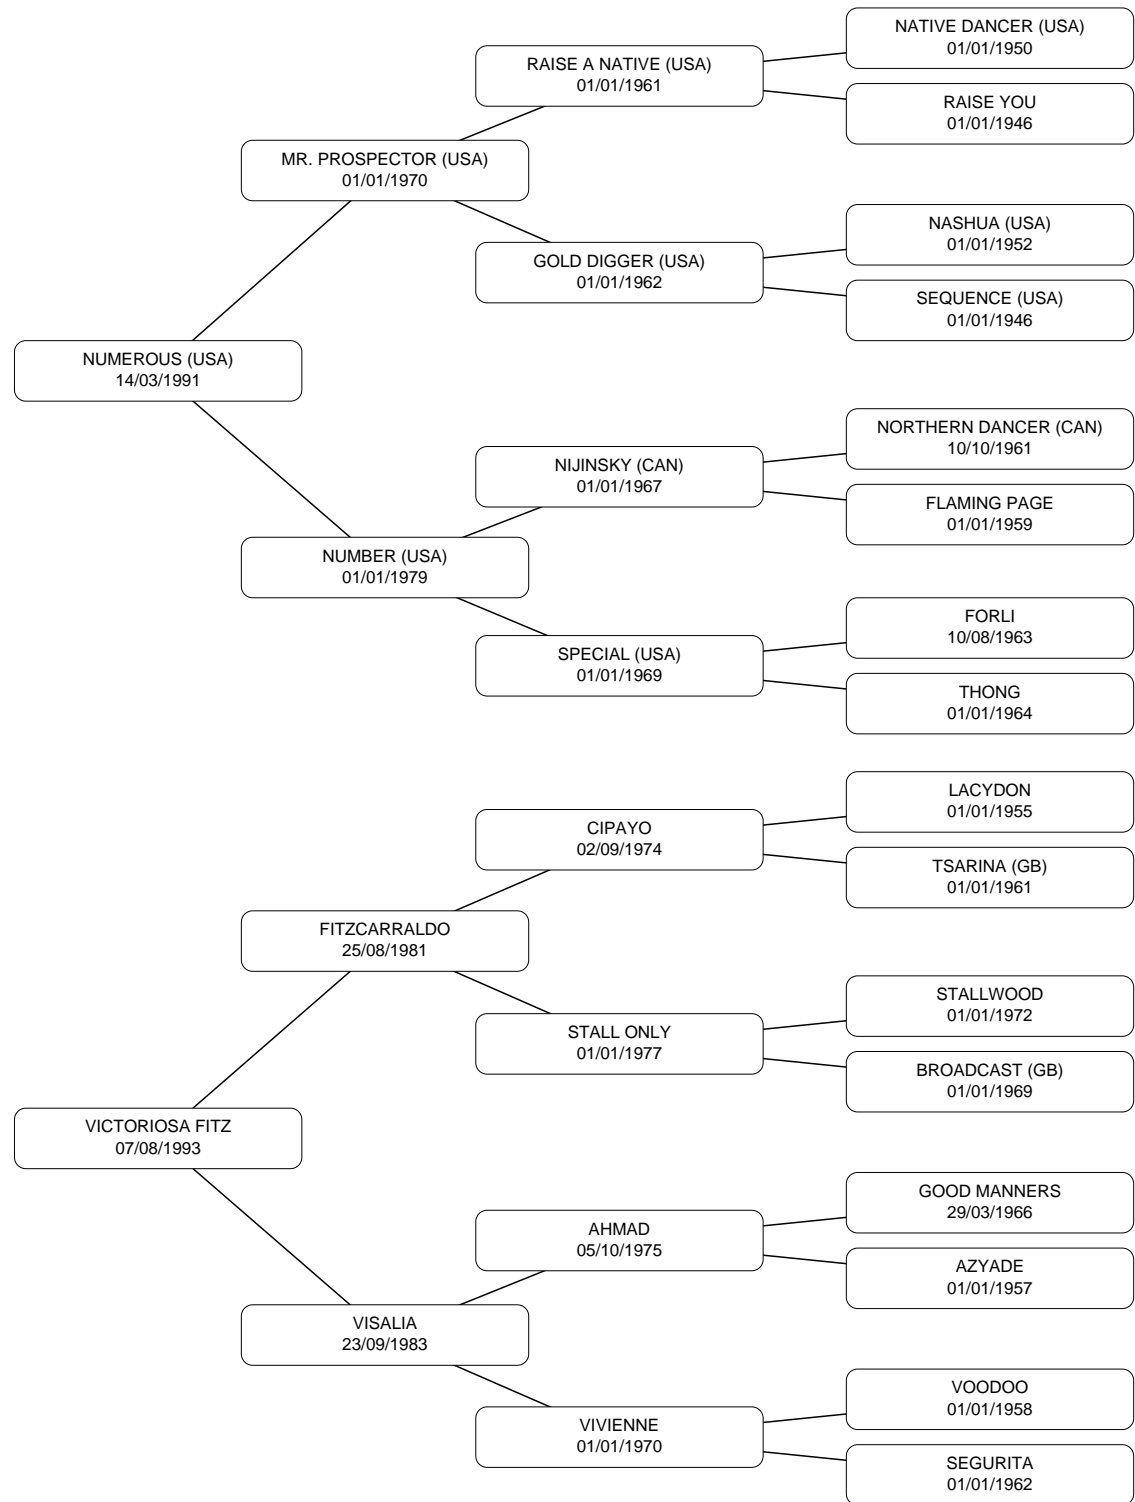 NATIVE DANCER (USA)
01/01/1950
RAISE A NATIVE (USA)
01/01/1961
RAISE YOU
01/01/1946
MR. PROSPECTOR (USA)
01/01/1970
NASHUA (USA)
01/01/1952
GOLD DIGGER (USA)
01/01/1962
SEQUENCE (USA)
01/01/1946
NUMEROUS (USA)
14/03/1991
NORTHERN DANCER (CAN)
10/10/1961
NIJINSKY (CAN)
01/01/1967
FLAMING PAGE
01/01/1959
NUMBER (USA)
01/01/1979
FORLI
10/08/1963
SPECIAL (USA)
01/01/1969
THONG
01/01/1964
LACYDON
01/01/1955
CIPAYO
02/09/1974
TSARINA (GB)
01/01/1961
FITZCARRALDO
25/08/1981
STALLWOOD
01/01/1972
STALL ONLY
01/01/1977
BROADCAST (GB)
01/01/1969
VICTORIOSA FITZ
07/08/1993
GOOD MANNERS
29/03/1966
AHMAD
05/10/1975
AZYADE
01/01/1957
VISALIA
23/09/1983
VOODOO
01/01/1958
VIVIENNE
01/01/1970
SEGURITA
01/01/1962